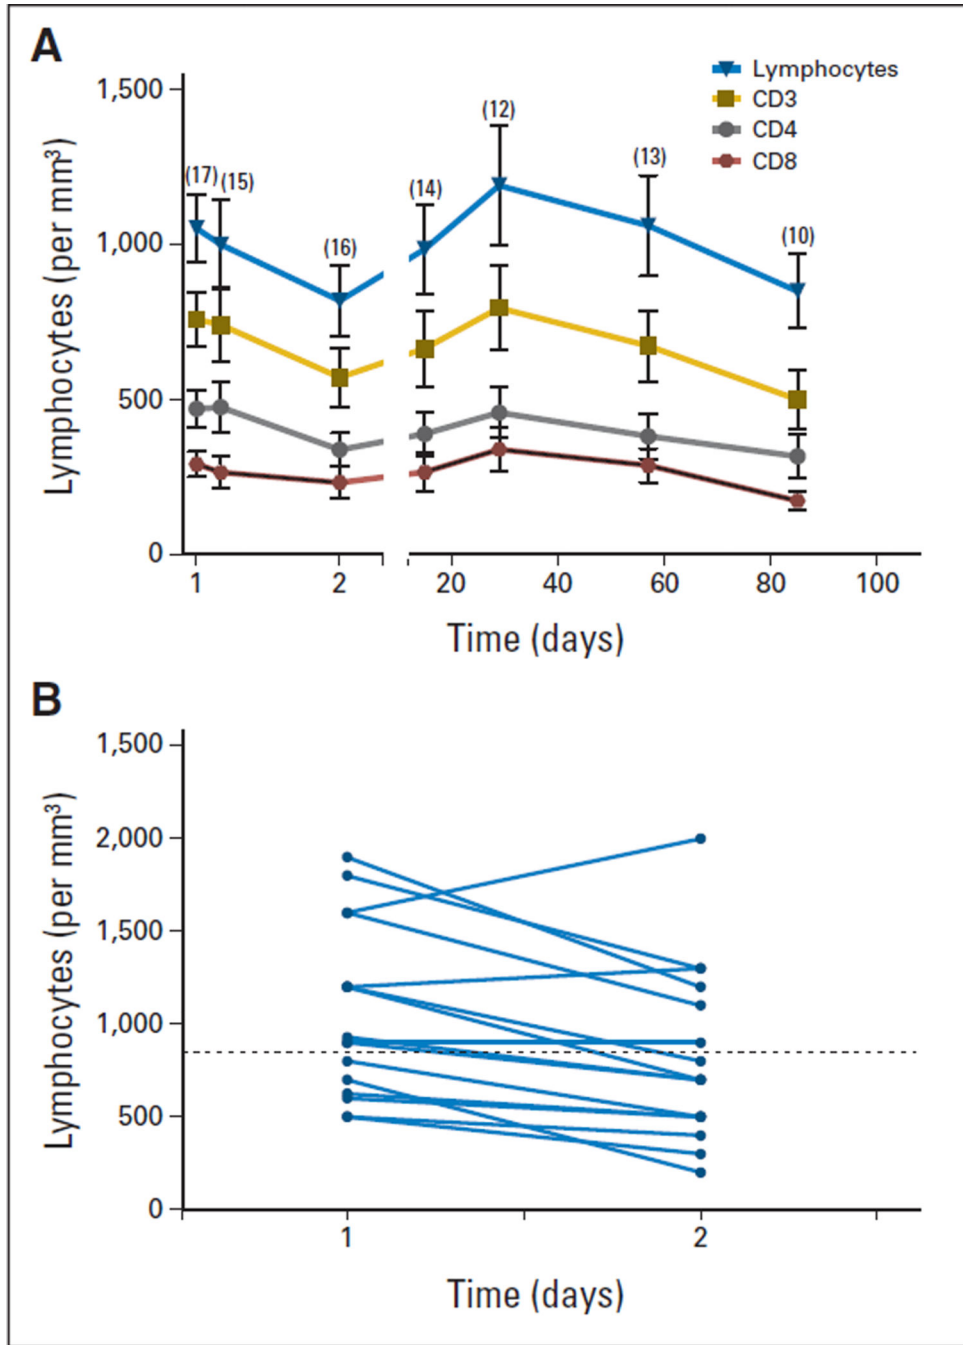 A
Lymphocytes
CD3
CD4
CD8
Lymphocytes (per mm³)
1,500
1,000
500
0
(17)
(15)
(16)
(14)
(12)
(13)
(10)
1 2 20 40 60 80 100
Time (days)
B
Lymphocytes (per mm³)
1,500
2,000
1,500
1,000
500
0
1 2
Time (days)